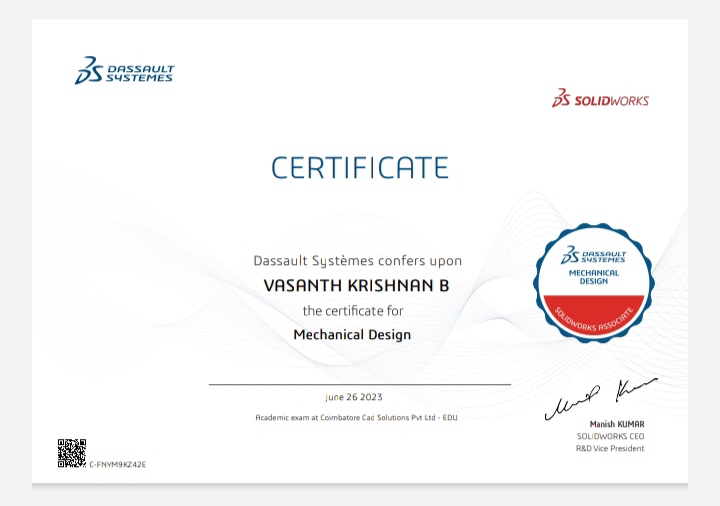 DASSAULT
SYSTEMES
SOLIDWORKS
CERTIFICATE
Dassault Systèmes confers upon
VASANTH KRISHNAN B
the certificate for
Mechanical Design
DASSAULT
SYSTEMES
MECHANICAL
DESIGN
SOLIDWORKS ASSOCIATE
June 26 2023
Academic exam at Coimbatore Cad Solutions Pvt Ltd - EDU
Manish KUMAR
SOLIDWORKS CEO
R&D Vice President
C-FNYM9KZ42E